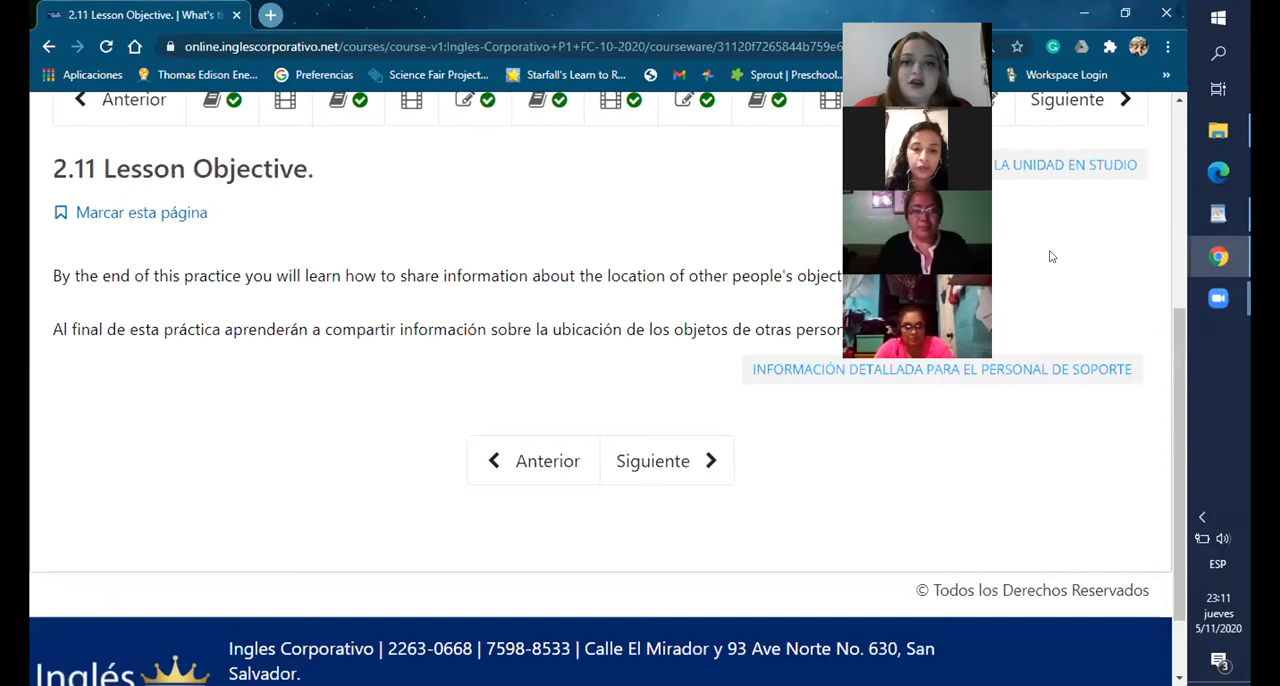 2.11 Lesson Objective. | What's t
online.inglescorporativo.net/courses/course-v1:Ingles-Corporativo+P1+FC-10-2020/courseware/31120f7265844b759e6
Aplicaciones
Thomas Edison Ene...
Preferencias
Science Fair Project...
Starfall's Learn to R...
Sprout | Preschool...
Workspace Login
»
Anterior
Siguiente
2.11 Lesson Objective.
LA UNIDAD EN STUDIO
Marcar esta página
By the end of this practice you will learn how to share information about the location of other people's object
Al final de esta práctica aprenderán a compartir información sobre la ubicación de los objetos de otras person
INFORMACIÓN DETALLADA PARA EL PERSONAL DE SOPORTE
Anterior
Siguiente
© Todos los Derechos Reservados
Ingles Corporativo | 2263-0668 | 7598-8533 | Calle El Mirador y 93 Ave Norte No. 630, San
Salvador.
Inglés
ESP
23:11
jueves
5/11/2020
3